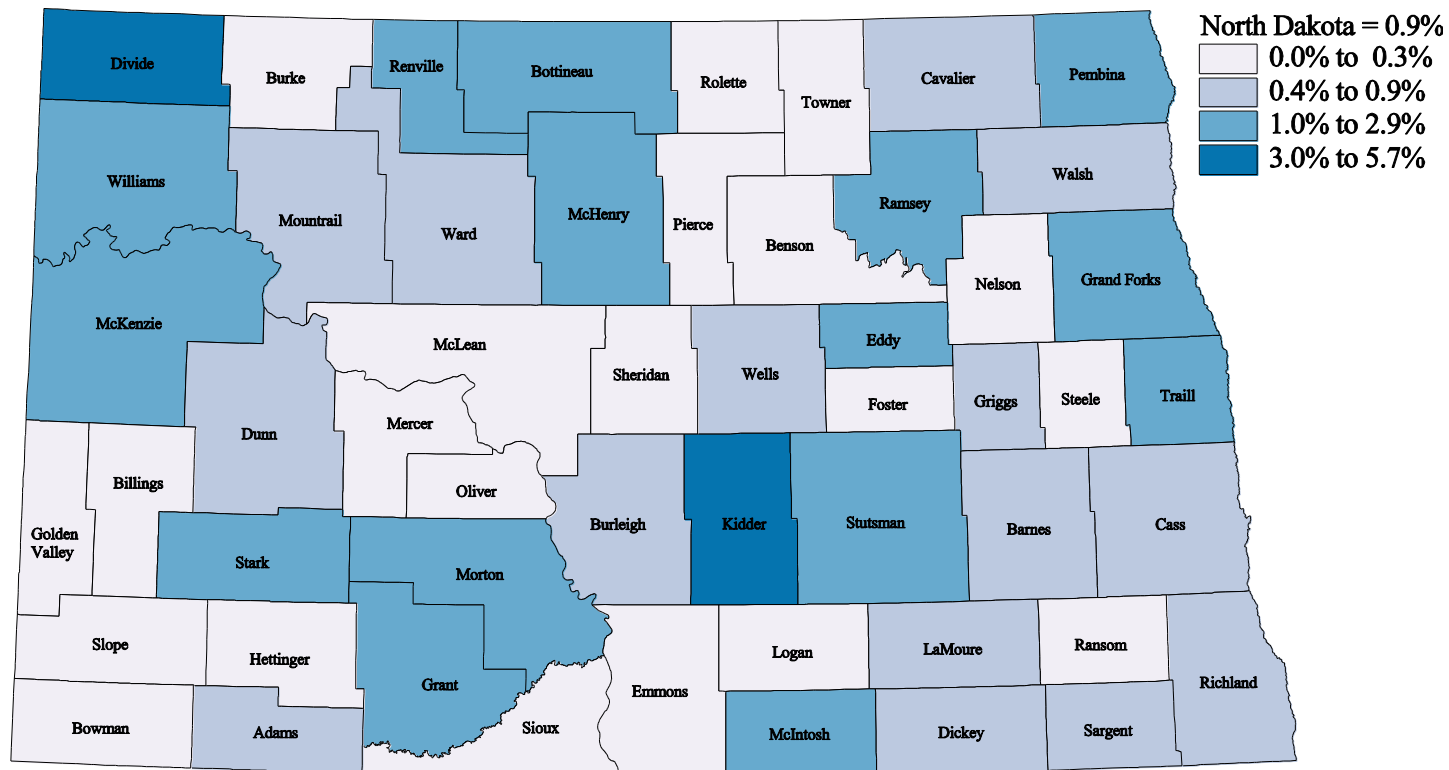 North Dakota = 0.9%
0.0% to 0.3%
0.4% to 0.9%
1.0% to 2.9%
3.0% to 5.7%
Divide
Burke
Renville
Bottineau
Rolette
Towner
Cavalier
Pembina
Williams
Mountrail
Ward
McHenry
Pierce
Benson
Ramsey
Walsh
Nelson
Grand Forks
McKenzie
McLean
Sheridan
Wells
Eddy
Foster
Griggs
Steele
Traill
Dunn
Mercer
Oliver
Billings
Golden
Valley
Burleigh
Kidder
Stutsman
Barnes
Cass
Stark
Morton
Slope
Hettinger
Grant
Emmons
Logan
LaMoure
Ransom
Richland
Bowman
Adams
Sioux
McIntosh
Dickey
Sargent